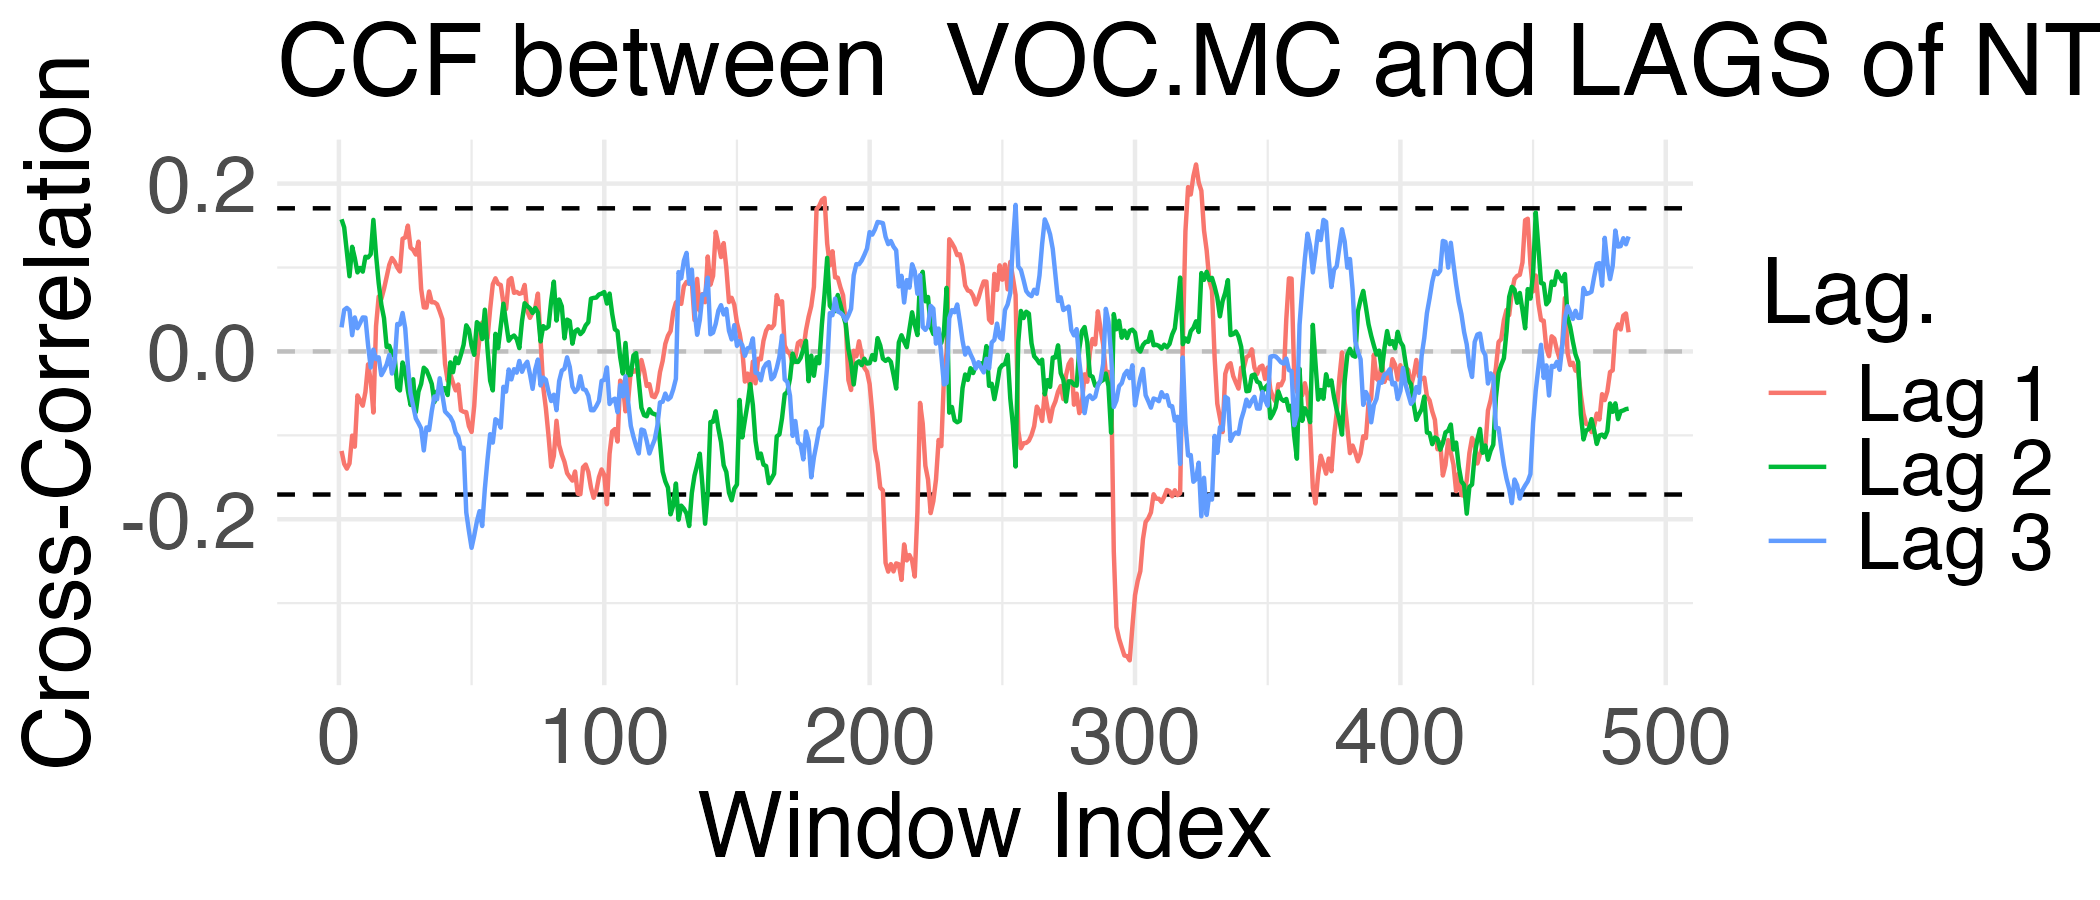 CCF between  VOC.MC and LAGS of NT
Cross-Correlation
0.2
0.0
-0.2
0
100
200
300
400
500
Window Index
Lag.
Lag 1
Lag 2
Lag 3